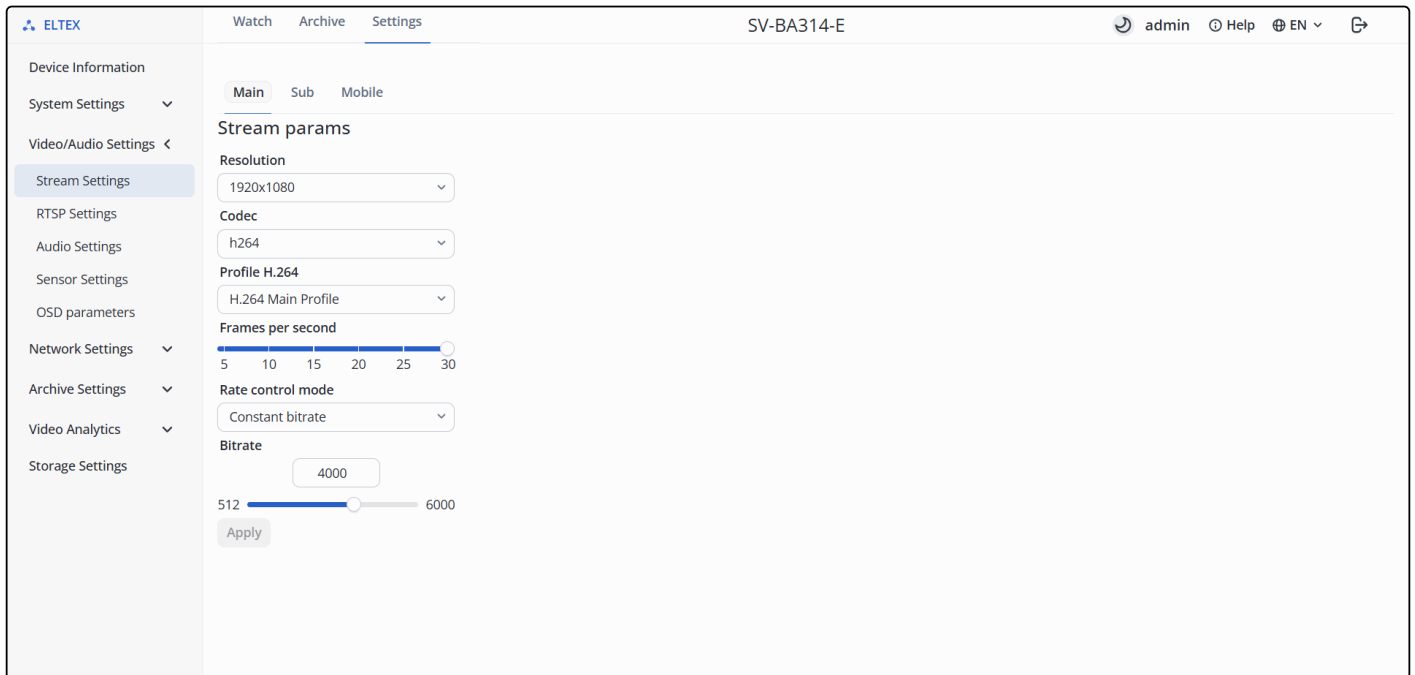 ELTEX
Watch Archive Settings
SV-BA314-E
admin Help EN
Device Information
System Settings
Video/Audio Settings
Stream Settings
RTSP Settings
Audio Settings
Sensor Settings
OSD parameters
Network Settings
Archive Settings
Video Analytics
Storage Settings
Main Sub Mobile
Stream params
Resolution
1920x1080
Codec
h264
Profile H.264
H.264 Main Profile
Frames per second
5 10 15 20 25 30
Rate control mode
Constant bitrate
Bitrate
4000
512 6000
Apply